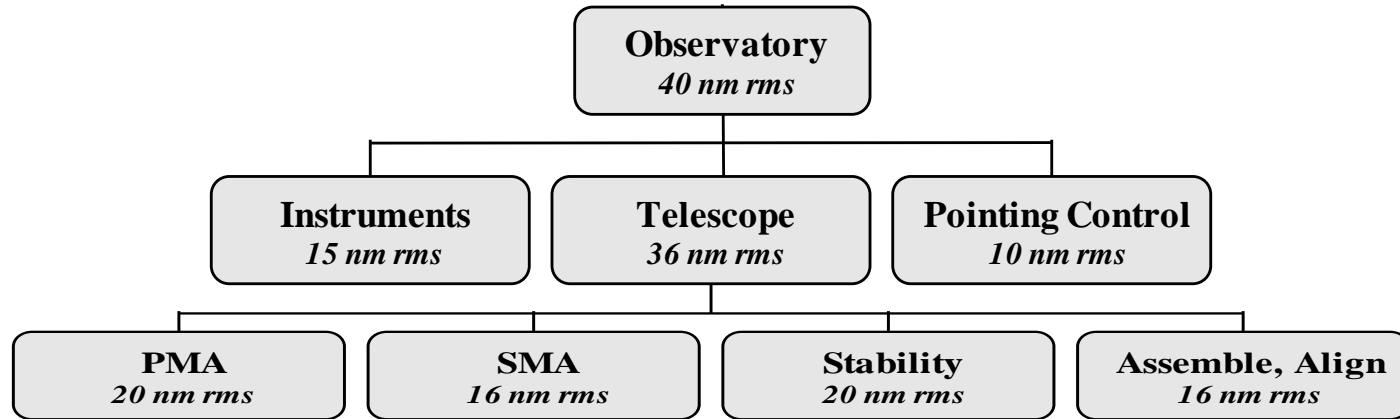 Observatory
40 nm rms
Instruments
15 nm rms
Telescope
36 nm rms
Pointing Control
10 nm rms
PMA
20 nm rms
SMA
16 nm rms
Stability
20 nm rms
Assemble, Align
16 nm rms